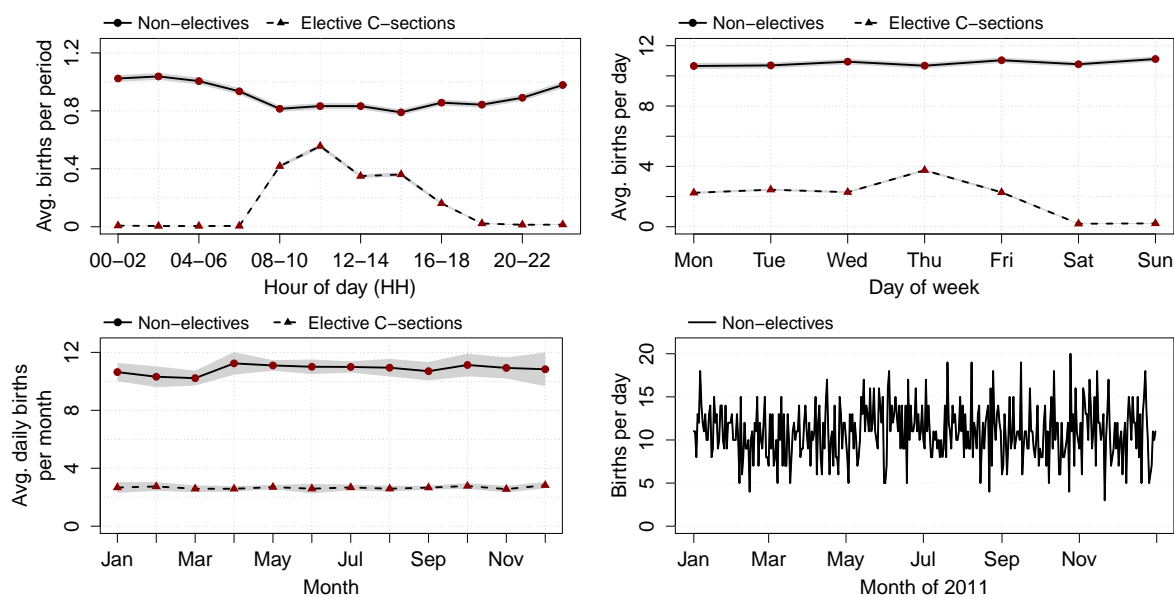 Non−electives Elective C−sections
Avg. births per period
0 0.4 0.8 1.2
00−02 04−06 08−10 12−14 16−18 20−22
Hour of day (HH)
Non−electives Elective C−sections
Avg. births per day
0 4 8 12
Mon Tue Wed Thu Fri Sat Sun
Day of week
Non−electives Elective C−sections
Avg. daily births
per month
0 4 8 12
Jan Mar May Jul Sep Nov
Month
Non−electives
Births per day
0 5 10 15 20
Jan Mar May Jul Sep Nov
Month of 2011